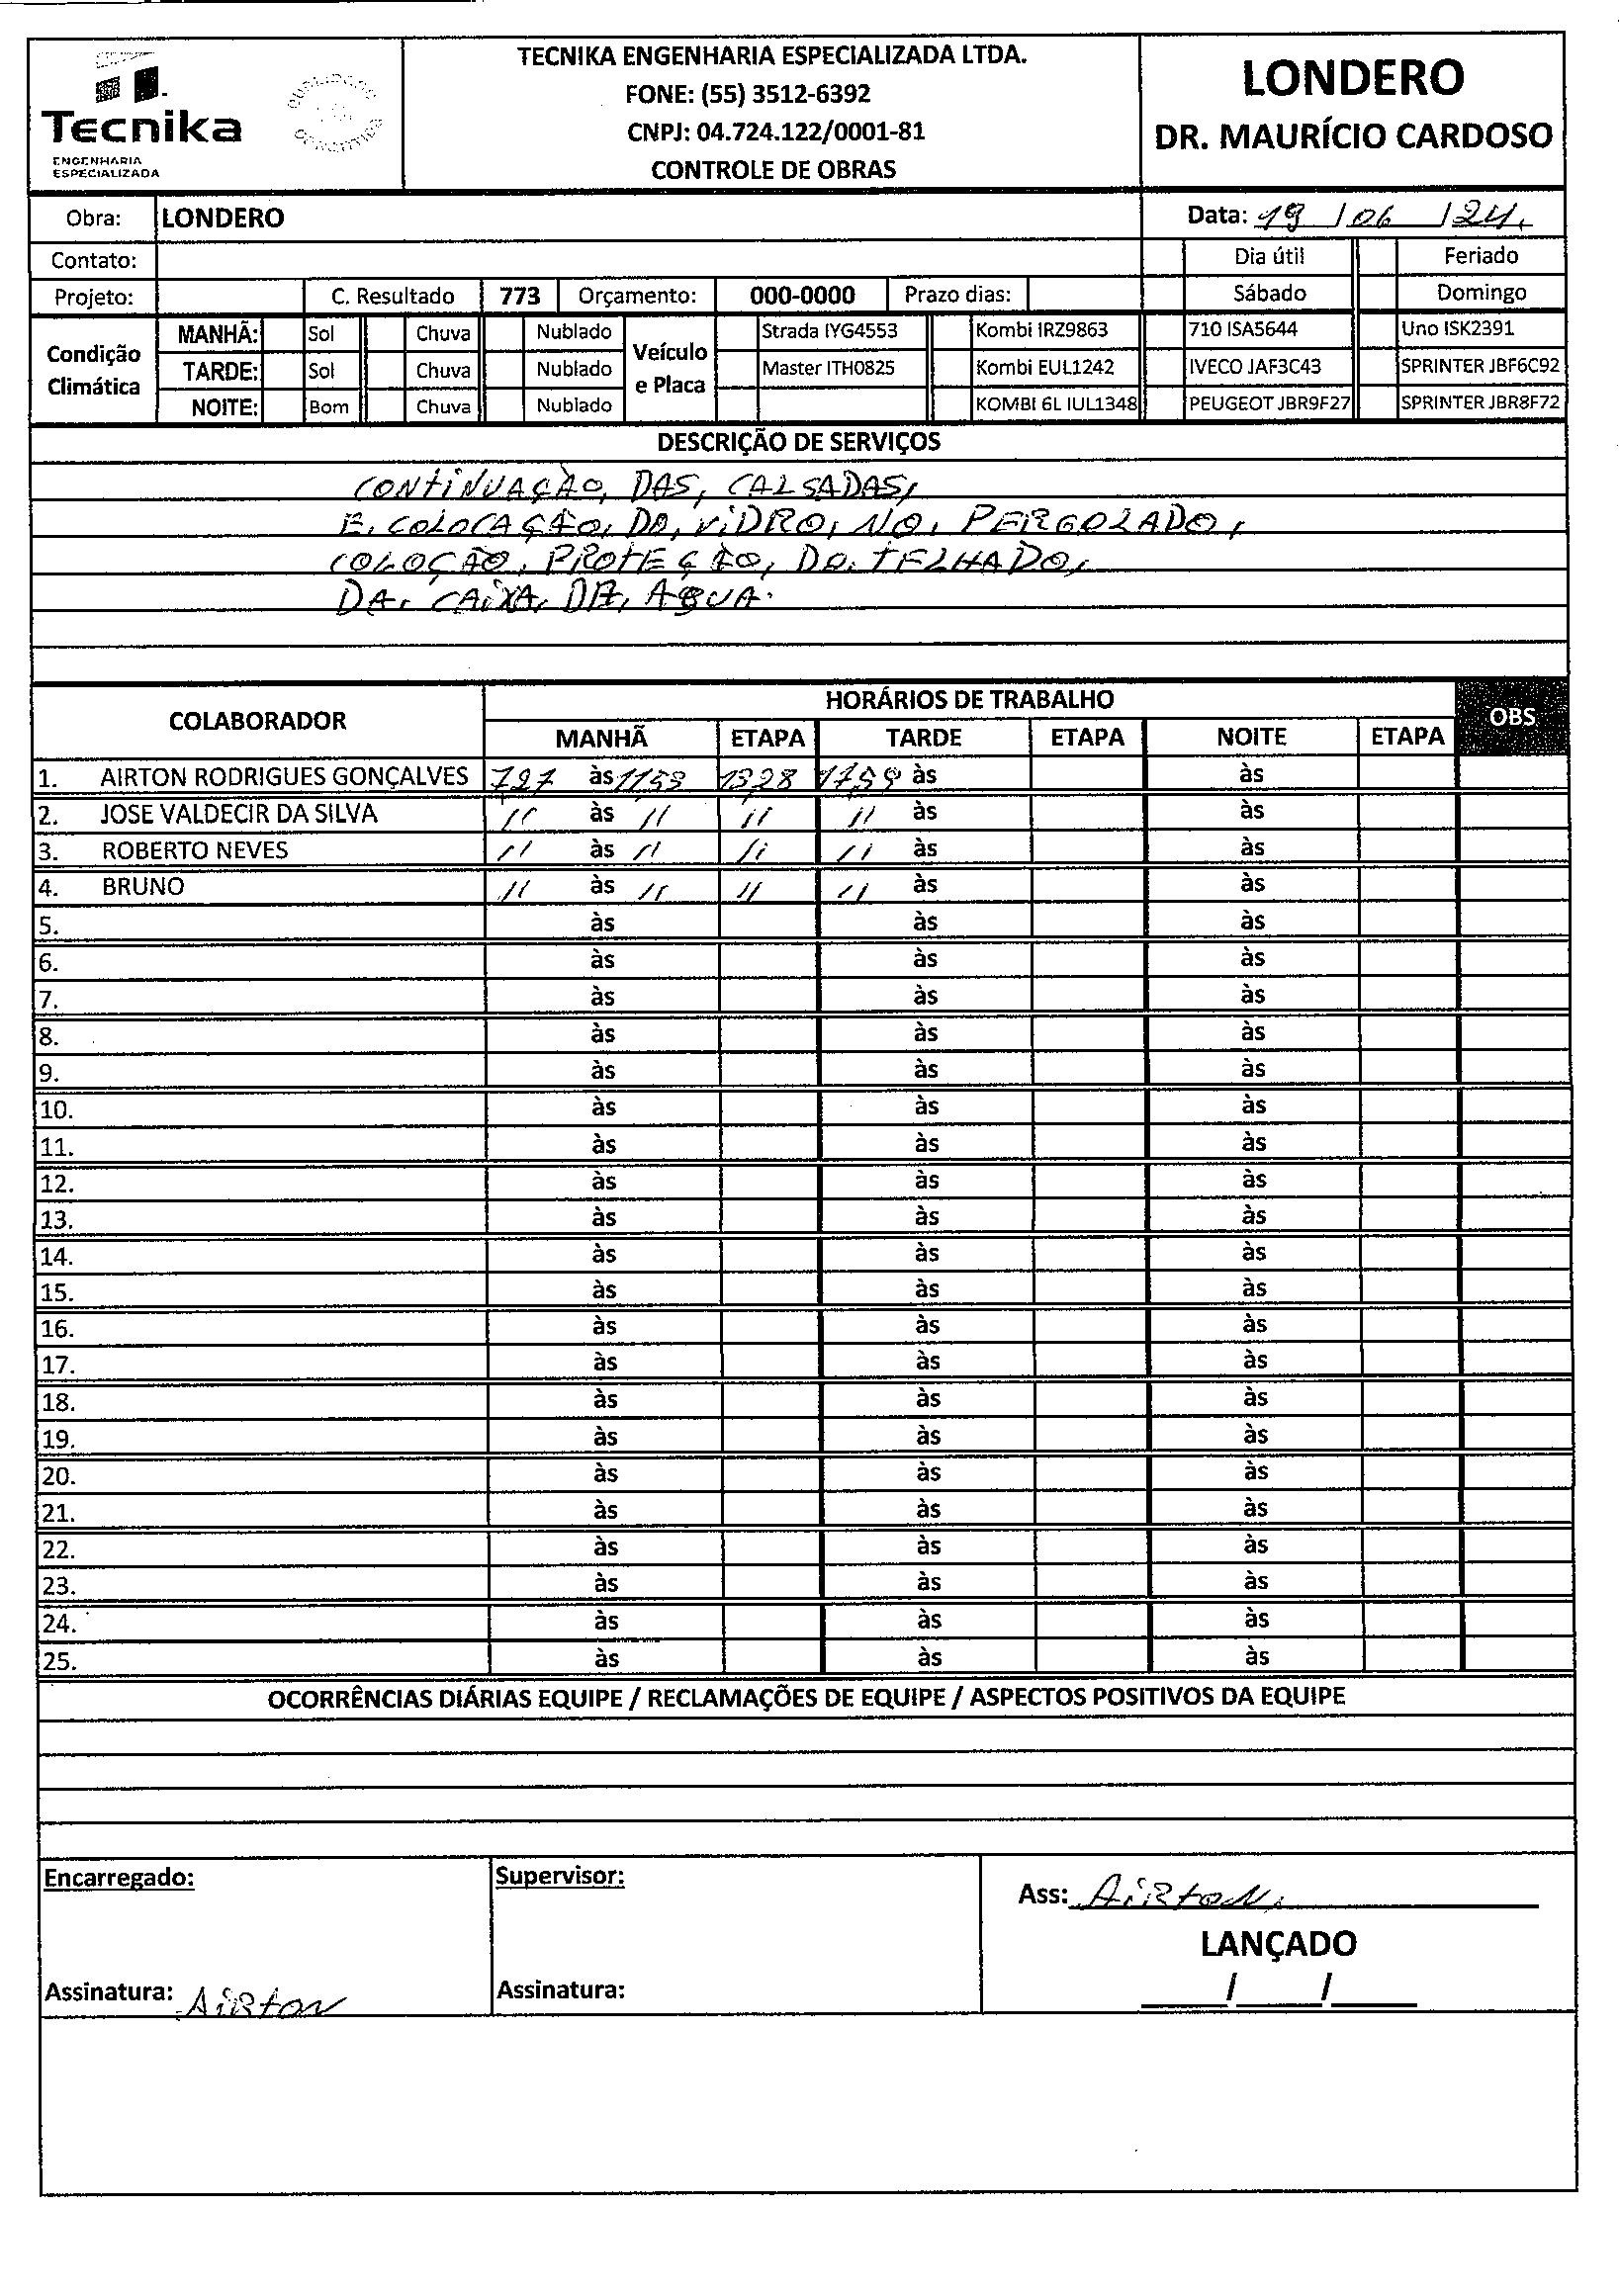 Tecnika
ENGENHARIA
ESPECIALIZADA
TECNIKA ENGENHARIA ESPECIALIZADA LTDA.
FONE: (55) 3512-6392
CNPJ: 04.724.122/0001-81
CONTROLE DE OBRAS
LONDERO
DR. MAURÍCIO CARDOSO
Obra: LONDERO Data: 19 / 06 / 24.
Contato: Dia útil Feriado
Projeto: C. Resultado 773 Orçamento: 000-0000 Prazo dias: Sábado Domingo
Condição Climática MANHÃ: Sol Chuva Nublado Veículo e Placa Strada IYG4553 Kombi IRZ9863 710 ISA5644 Uno ISK2391
TARDE: Sol Chuva Nublado Master ITH0825 Kombi EUL1242 IVECO JAF3C43 SPRINTER JBF6C92
NOITE: Bom Chuva Nublado KOMBI 6L IUL1348 PEUGEOT JBR9F27 SPRINTER JBR8F72
DESCRIÇÃO DE SERVIÇOS
CONTINUAÇÃO, DAS, CALSADAS,
E, COLOCAÇÃO, DO, VIDRO, NO, PERGOLADO,
COLOÇÃO, PROTEÇÃO, DO, TELHADO,
DA, CAIXA, DA, AGUA.
COLABORADOR HORÁRIOS DE TRABALHO OBS
MANHÃ ETAPA TARDE ETAPA NOITE ETAPA
1. AIRTON RODRIGUES GONÇALVES 727 às 1153 1328 1759 às às
2. JOSE VALDECIR DA SILVA // às // // // às às
3. ROBERTO NEVES // às // // // às às
4. BRUNO // às // // // às às
5. às às às
6. às às às
7. às às às
8. às às às
9. às às às
10. às às às
11. às às às
12. às às às
13. às às às
14. às às às
15. às às às
16. às às às
17. às às às
18. às às às
19. às às às
20. às às às
21. às às às
22. às às às
23. às às às
24. às às às
25. às às às
OCORRÊNCIAS DIÁRIAS EQUIPE / RECLAMAÇÕES DE EQUIPE / ASPECTOS POSITIVOS DA EQUIPE
Encarregado: Supervisor: Ass: AiRtoN,
LANÇADO
Assinatura: AiRtoN Assinatura: ____/____/____